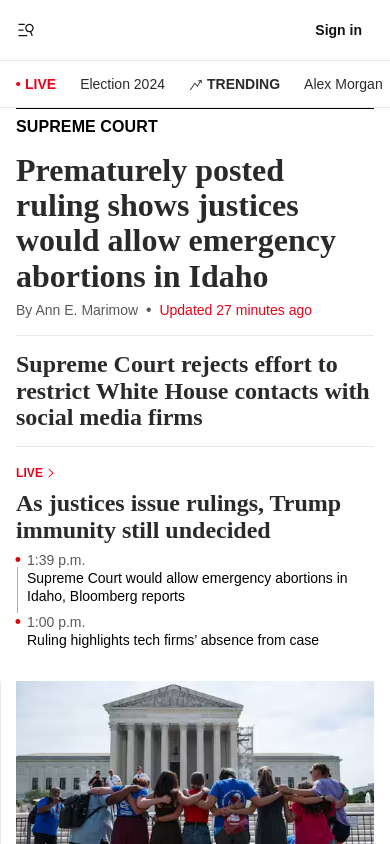 Sign in
LIVE
Election 2024
TRENDING
Alex Morgan
SUPREME COURT
Prematurely posted
ruling shows justices
would allow emergency
abortions in Idaho
By Ann E. Marimow • Updated 27 minutes ago
Supreme Court rejects effort to
restrict White House contacts with
social media firms
LIVE
As justices issue rulings, Trump
immunity still undecided
1:39 p.m.
Supreme Court would allow emergency abortions in
Idaho, Bloomberg reports
1:00 p.m.
Ruling highlights tech firms’ absence from case